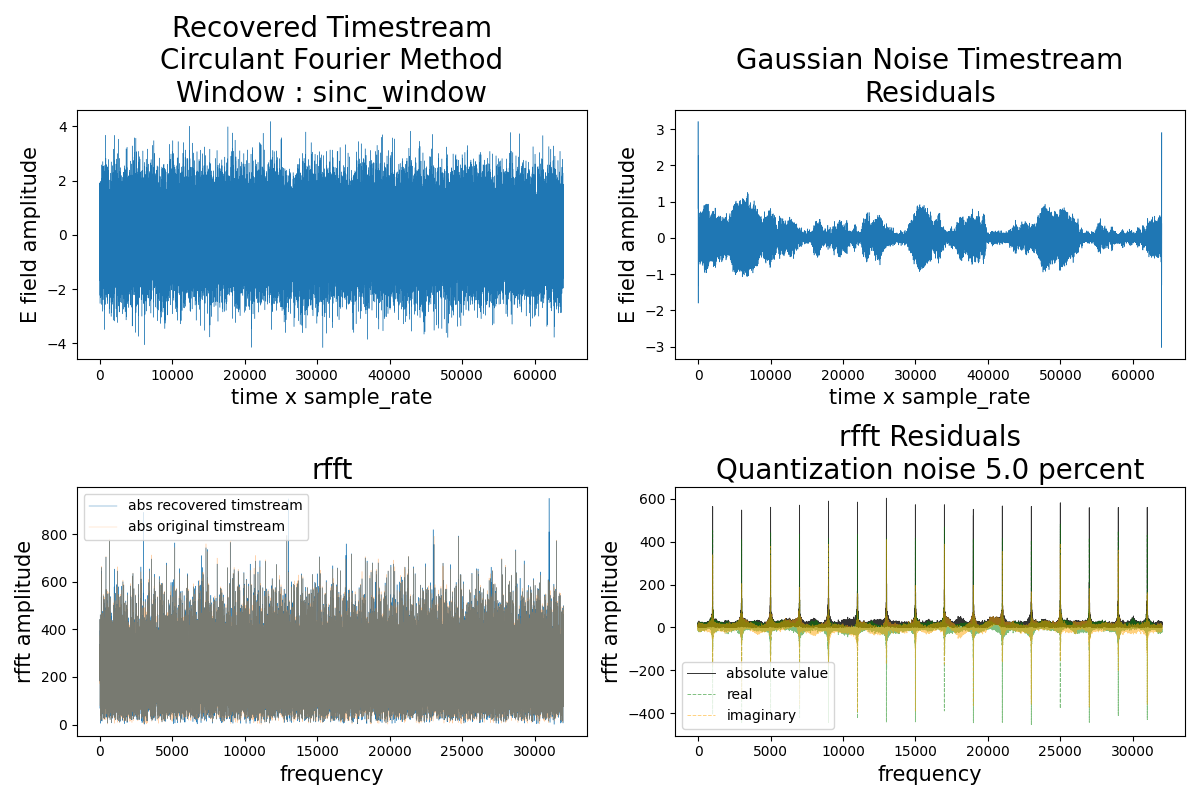 Recovered Timestream
Circulant Fourier Method
Window : sinc_window
E field amplitude
4
2
0
−2
−4
0 10000 20000 30000 40000 50000 60000
time x sample_rate
Gaussian Noise Timestream
Residuals
E field amplitude
3
2
1
0
−1
−2
−3
0 10000 20000 30000 40000 50000 60000
time x sample_rate
rfft
abs recovered timstream
abs original timstream
rfft amplitude
800
600
400
200
0
0 5000 10000 15000 20000 25000 30000
frequency
rfft Residuals
Quantization noise 5.0 percent
rfft amplitude
600
400
200
0
−200
−400
absolute value
real
imaginary
0 5000 10000 15000 20000 25000 30000
frequency